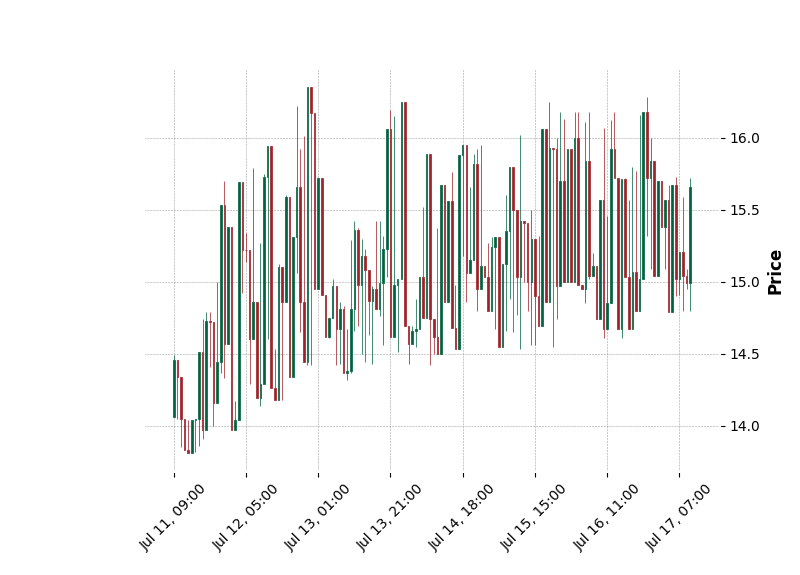 16.0
15.5
15.0
14.5
14.0
Price
Jul 11, 09:00
Jul 12, 05:00
Jul 13, 01:00
Jul 13, 21:00
Jul 14, 18:00
Jul 15, 15:00
Jul 16, 11:00
Jul 17, 07:00